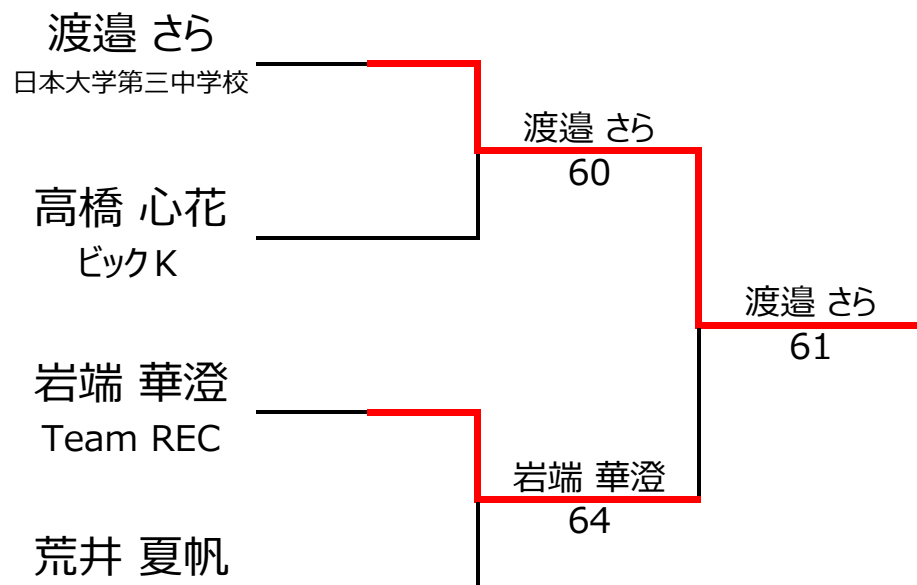 渡邉 さら
日本大学第三中学校
渡邉 さら
60
高橋 心花
ビックK
渡邉 さら
61
岩端 華澄
Team REC
岩端 華澄
64
荒井 夏帆